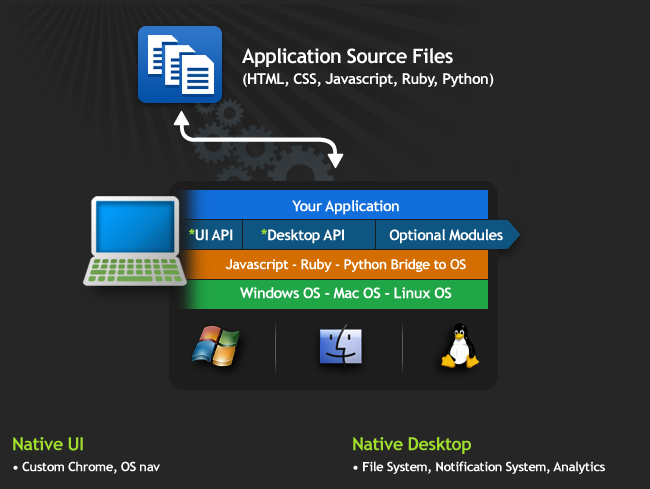 Application Source Files
(HTML, CSS, Javascript, Ruby, Python)
Your Application
*UI API *Desktop API Optional Modules
Javascript - Ruby - Python Bridge to OS
Windows OS - Mac OS - Linux OS
Native UI
• Custom Chrome, OS nav
Native Desktop
• File System, Notification System, Analytics